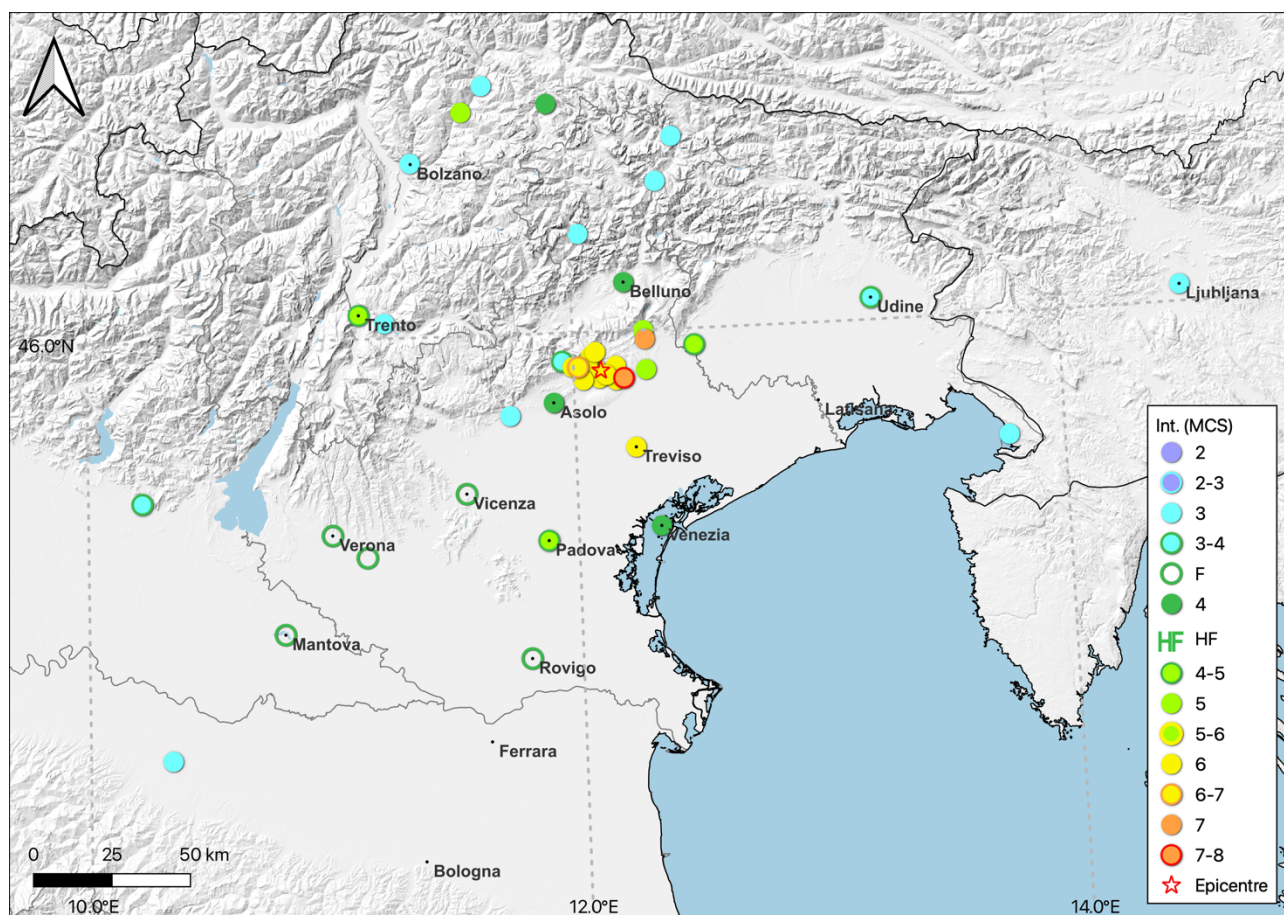 Bolzano
Belluno
Udine
Ljubljana
Trento
46.0°N
Asolo
Latisana
Treviso
Vicenza
Venezia
Verona
Padova
Mantova
Rovigo
Ferrara
Bologna
0 25 50 km
10.0°E 12.0°E 14.0°E
Int. (MCS)
2
2-3
3
3-4
F
4
HF HF
4-5
5
5-6
6
6-7
7
7-8
Epicentre